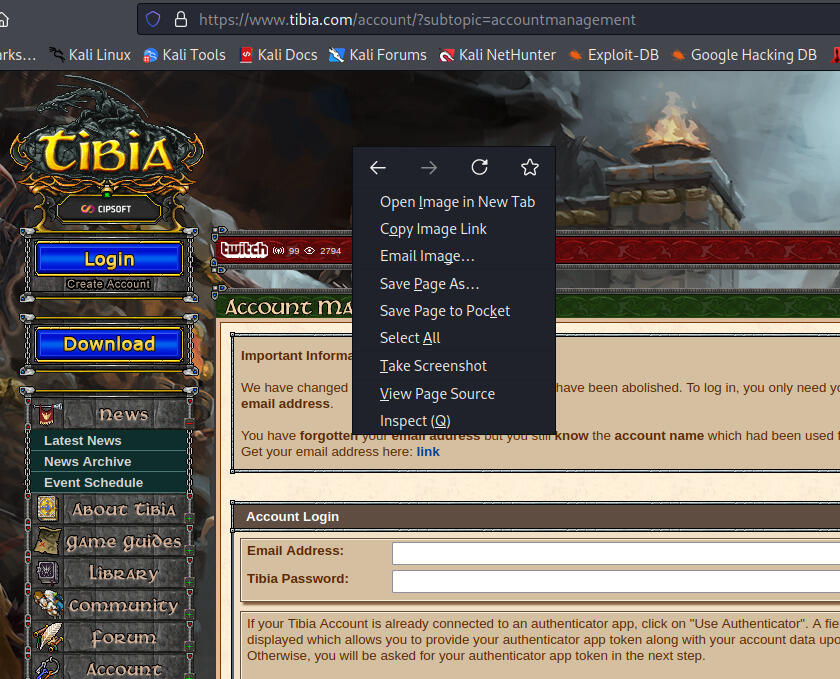 https://www.tibia.com/account/?subtopic=accountmanagement
arks... Kali Linux Kali Tools Kali Docs Kali Forums Kali NetHunter Exploit-DB Google Hacking DB
TIBIA
CIPSOFT
Login
Create Account
Download
News
Latest News
News Archive
Event Schedule
About Tibia
Game Guides
Library
Community
Forum
Account
twitch 99 2794
Open Image in New Tab
Copy Image Link
Email Image...
Save Page As...
Save Page to Pocket
Select All
Take Screenshot
View Page Source
Inspect (Q)
Account Ma
Important Informa
We have changed have been abolished. To log in, you only need yo
email address.
You have forgotten your email address but you still know the account name which had been used f
Get your email address here: link
Account Login
Email Address:
Tibia Password:
If your Tibia Account is already connected to an authenticator app, click on "Use Authenticator". A fie
displayed which allows you to provide your authenticator app token along with your account data upo
Otherwise, you will be asked for your authenticator app token in the next step.